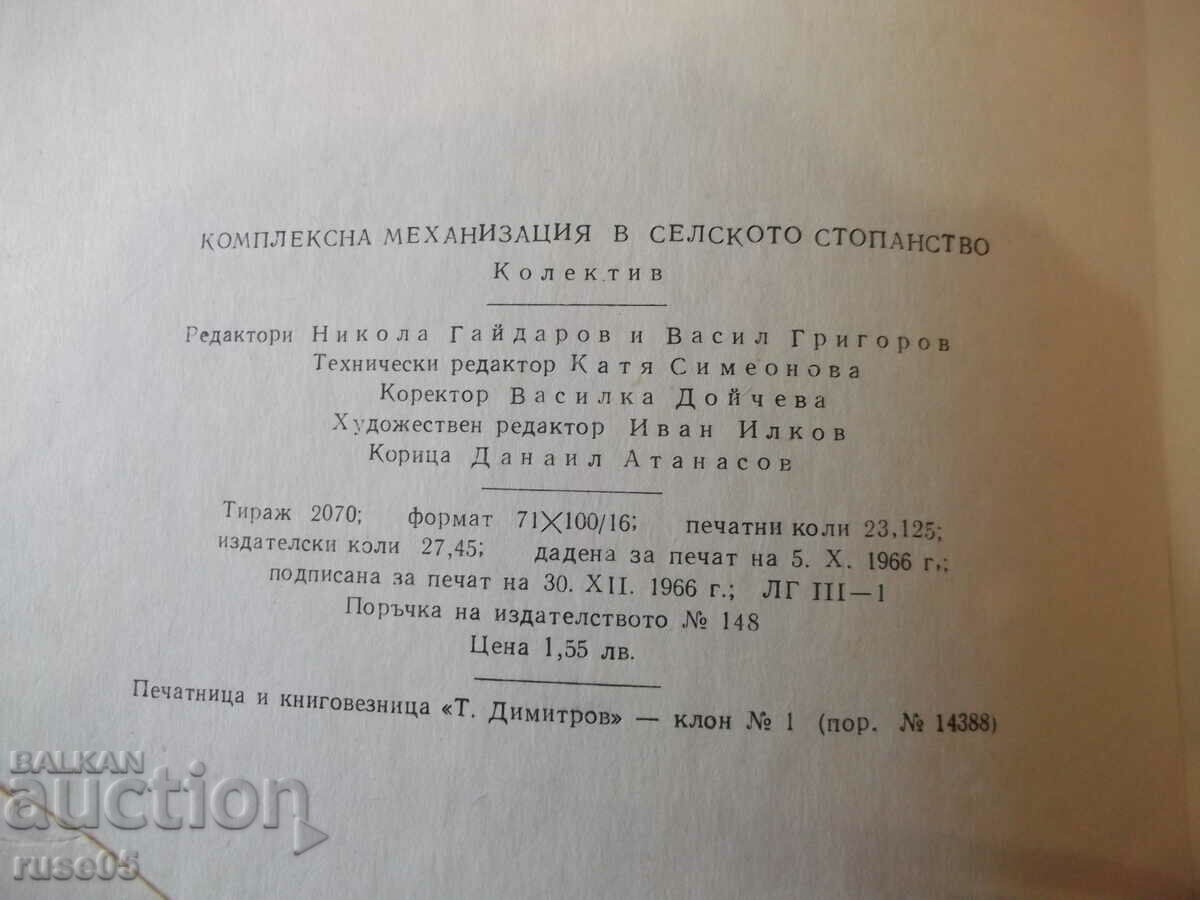 КОМПЛЕКСНА МЕХАНИЗАЦИЯ В СЕЛСКОТО СТОПАНСТВО
Колектив
Редактори Никола Гайдаров и Васил Григоров
Технически редактор Катя Симеонова
Коректор Василка Дойчева
Художествен редактор Иван Илков
Корица Данаил Атанасов
Тираж 2070; формат 71×100/16; печатни коли 23,125;
издателски коли 27,45; дадена за печат на 5. X. 1966 г.;
подписана за печат на 30. XII. 1966 г.; ЛГ III—1
Поръчка на издателството № 148
Цена 1,55 лв.
Печатница и книговезница «Т. Димитров» — клон № 1 (пор. № 14388)
BALKAN
auction
ruse05